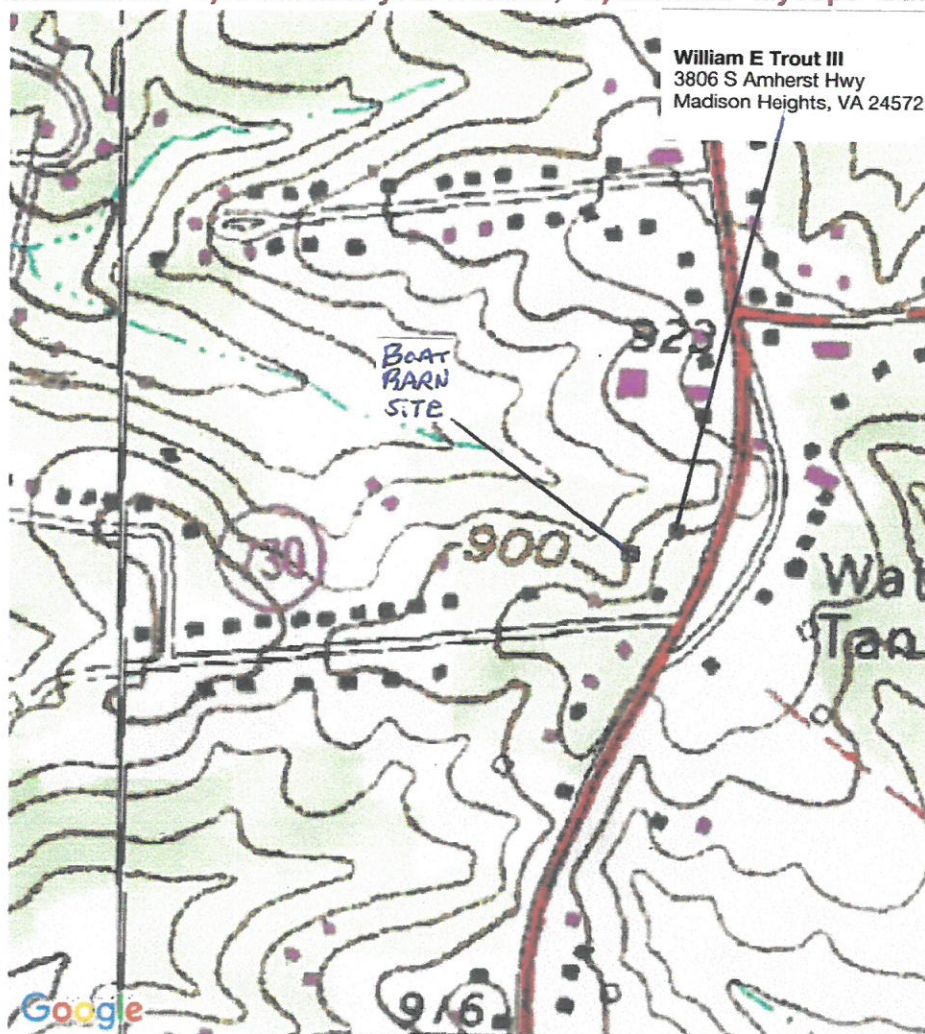 William E Trout III
3806 S Amherst Hwy
Madison Heights, VA 24572
923
BOAT
BARN
SITE
730
900
Wat
Tan
916
Google